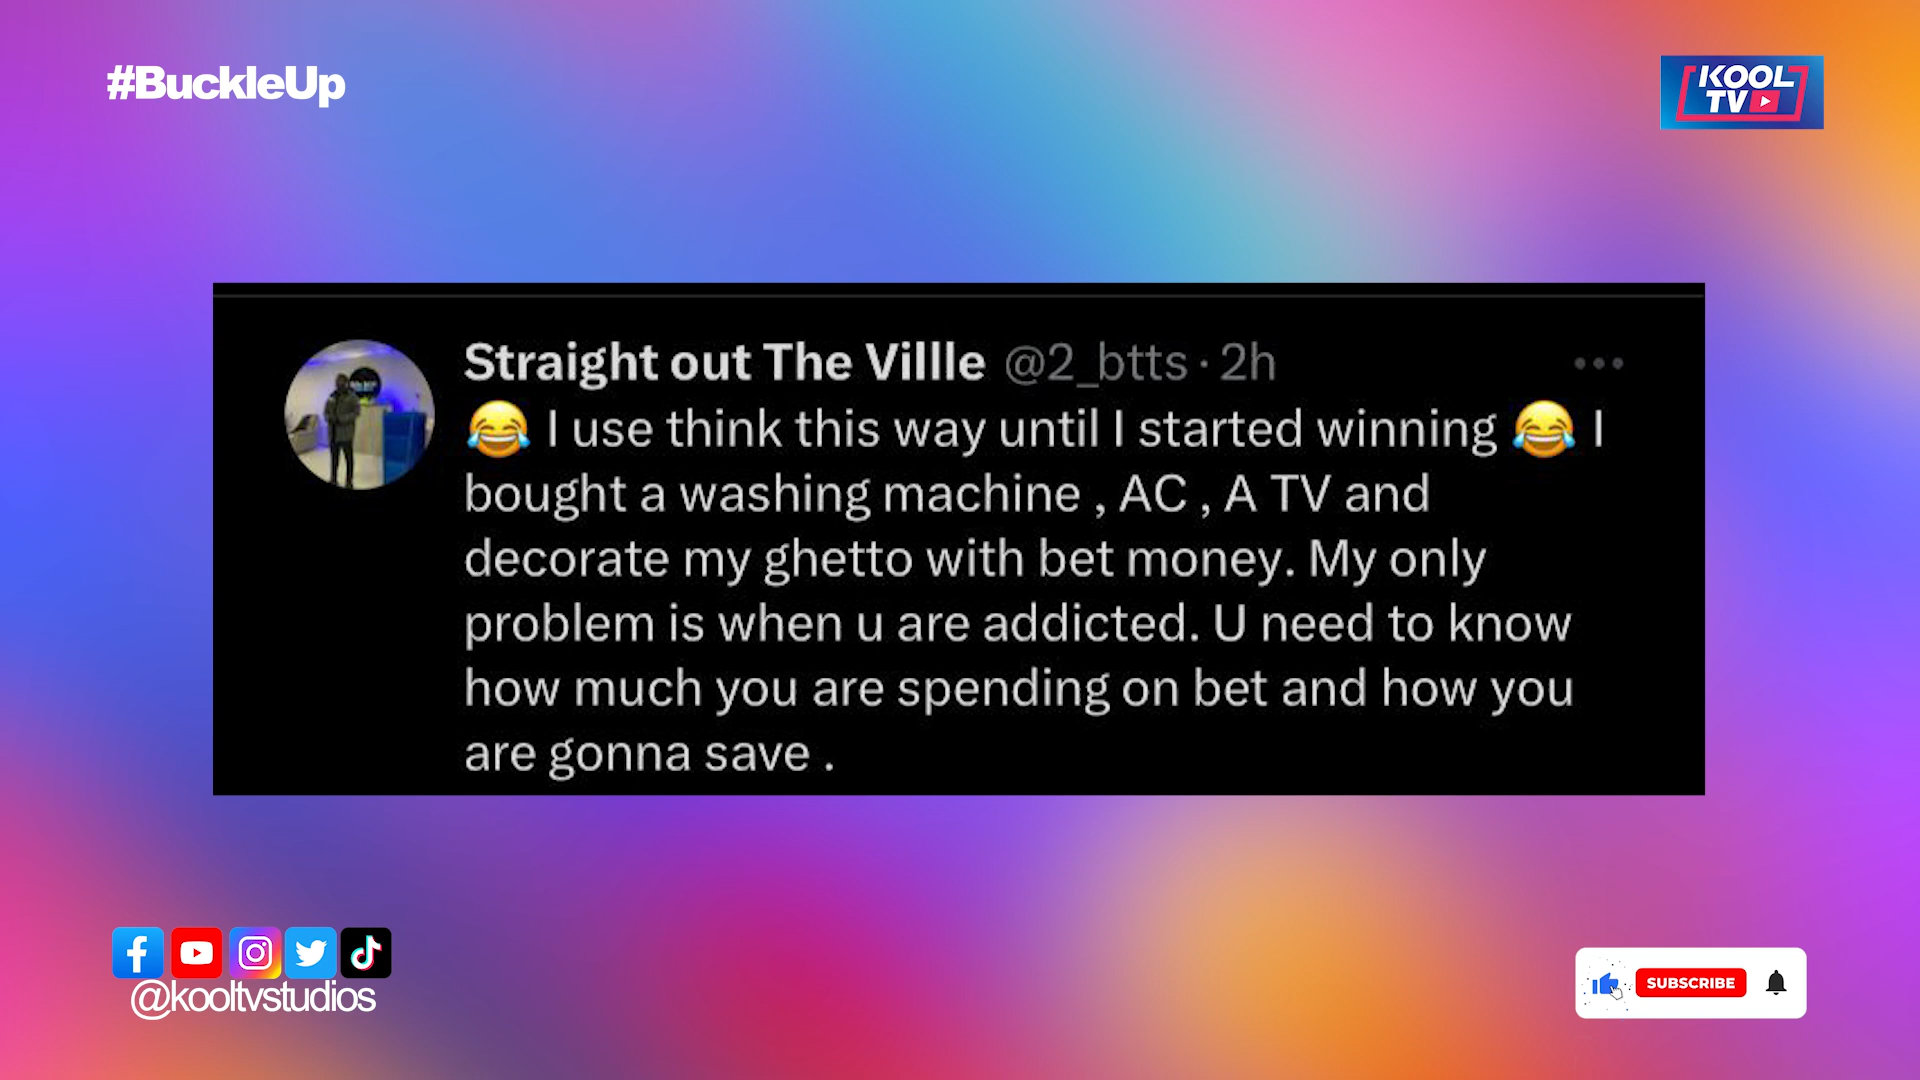 #BuckleUp
KOOL
TV
Straight out The Villle @2_btts · 2h
😂 I use think this way until I started winning 😂 I
bought a washing machine , AC , A TV and
decorate my ghetto with bet money. My only
problem is when u are addicted. U need to know
how much you are spending on bet and how you
are gonna save .
@kooltvstudios
SUBSCRIBE